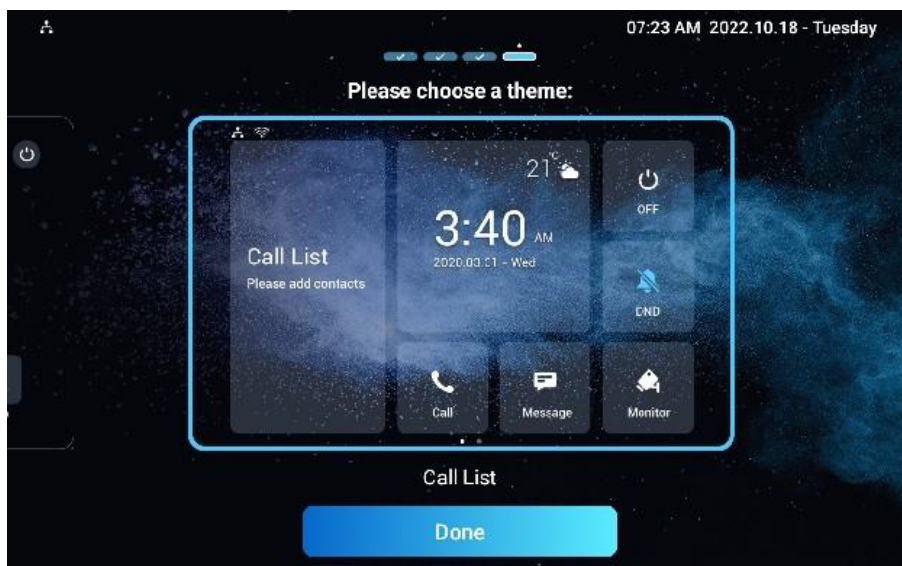 07:23 AM 2022.10.18 - Tuesday
Please choose a theme:
21°C
3:40 AM
2020.03.01 - Wed
OFF
Call List
Please add contacts
DND
Call
Message
Monitor
Call List
Done